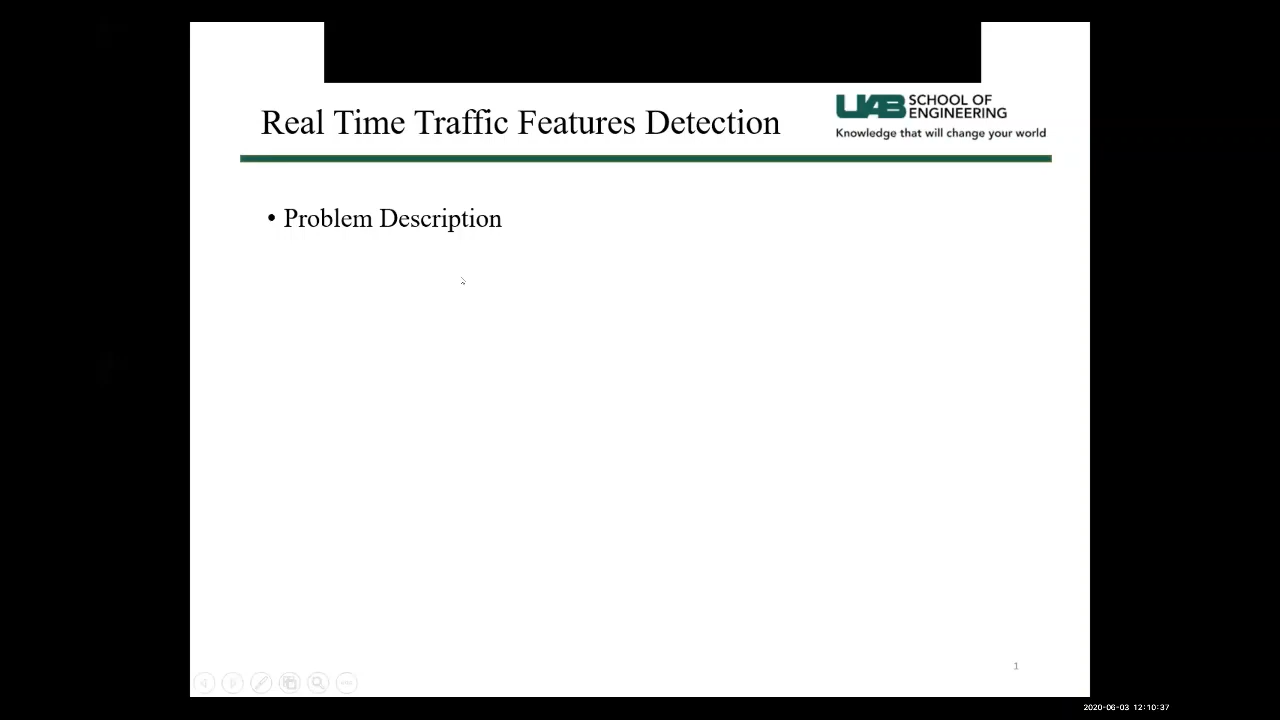 Real Time Traffic Features Detection
UAB SCHOOL OF
ENGINEERING
Knowledge that will change your world
• Problem Description
1
2020-06-03 12:10:37